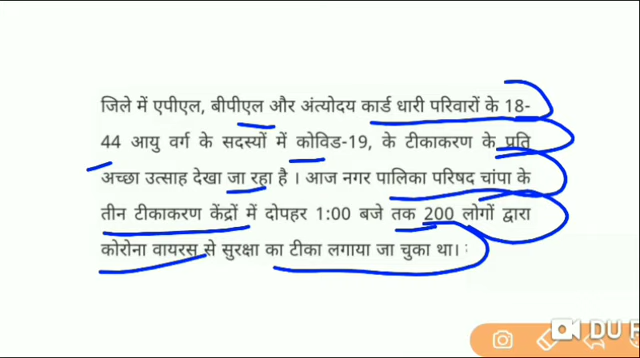 जिले में एपीएल, बीपीएल और अंत्योदय कार्ड धारी परिवारों के 18-
44 आयु वर्ग के सदस्यों में कोविड-19, के टीकाकरण के प्रति
अच्छा उत्साह देखा जा रहा है । आज नगर पालिका परिषद चांपा के
तीन टीकाकरण केंद्रों में दोपहर 1:00 बजे तक 200 लोगों द्वारा
कोरोना वायरस से सुरक्षा का टीका लगाया जा चुका था। :
DU